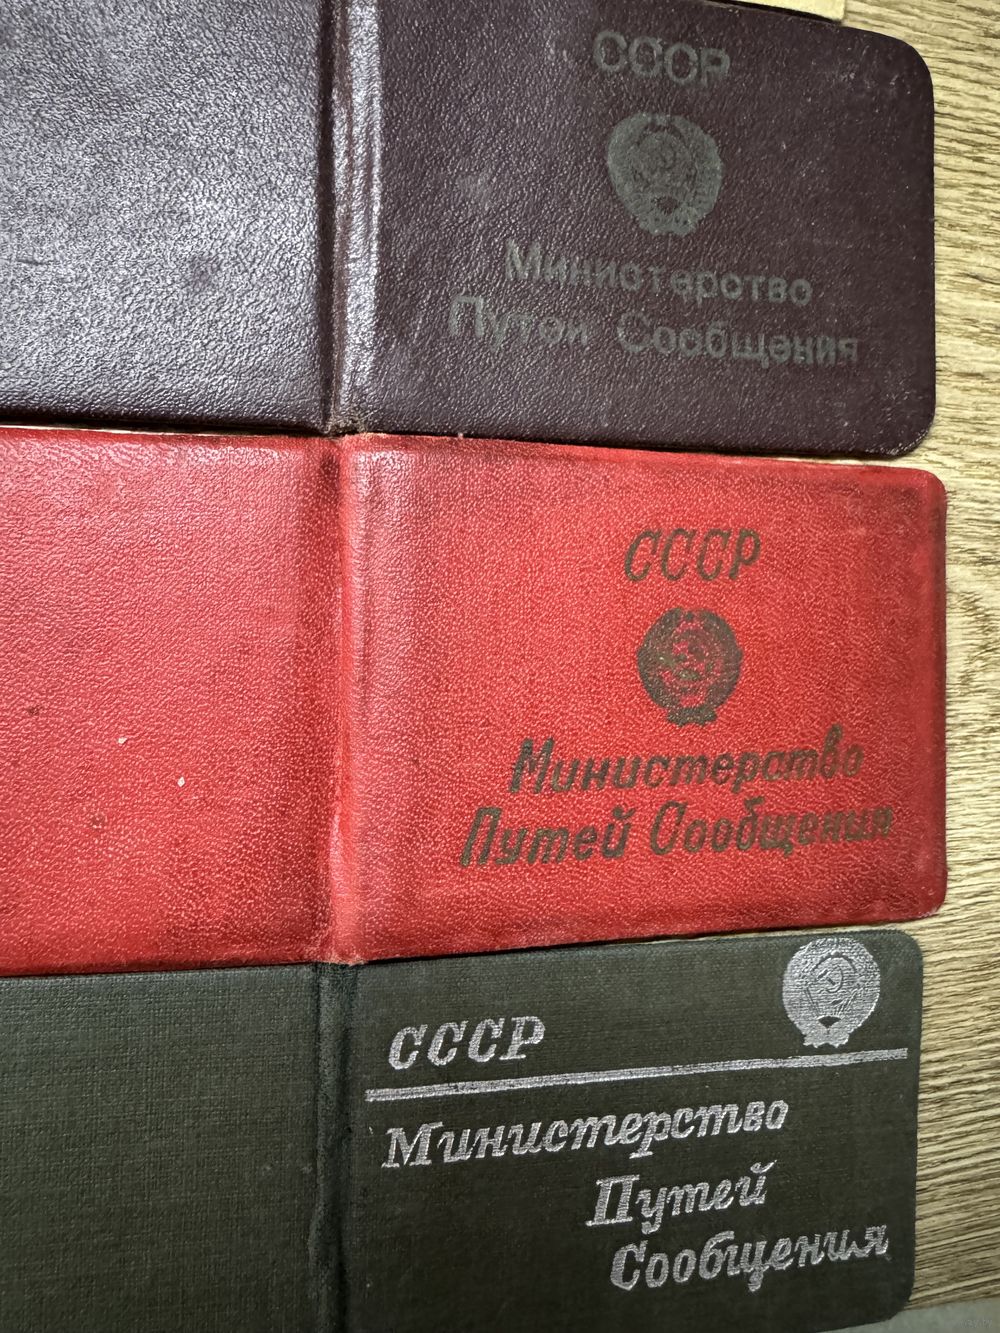 СССР
Министерство
Путей Сообщения
СССР
Министерство
Путей Сообщения
СССР
Министерство
Путей
Сообщения